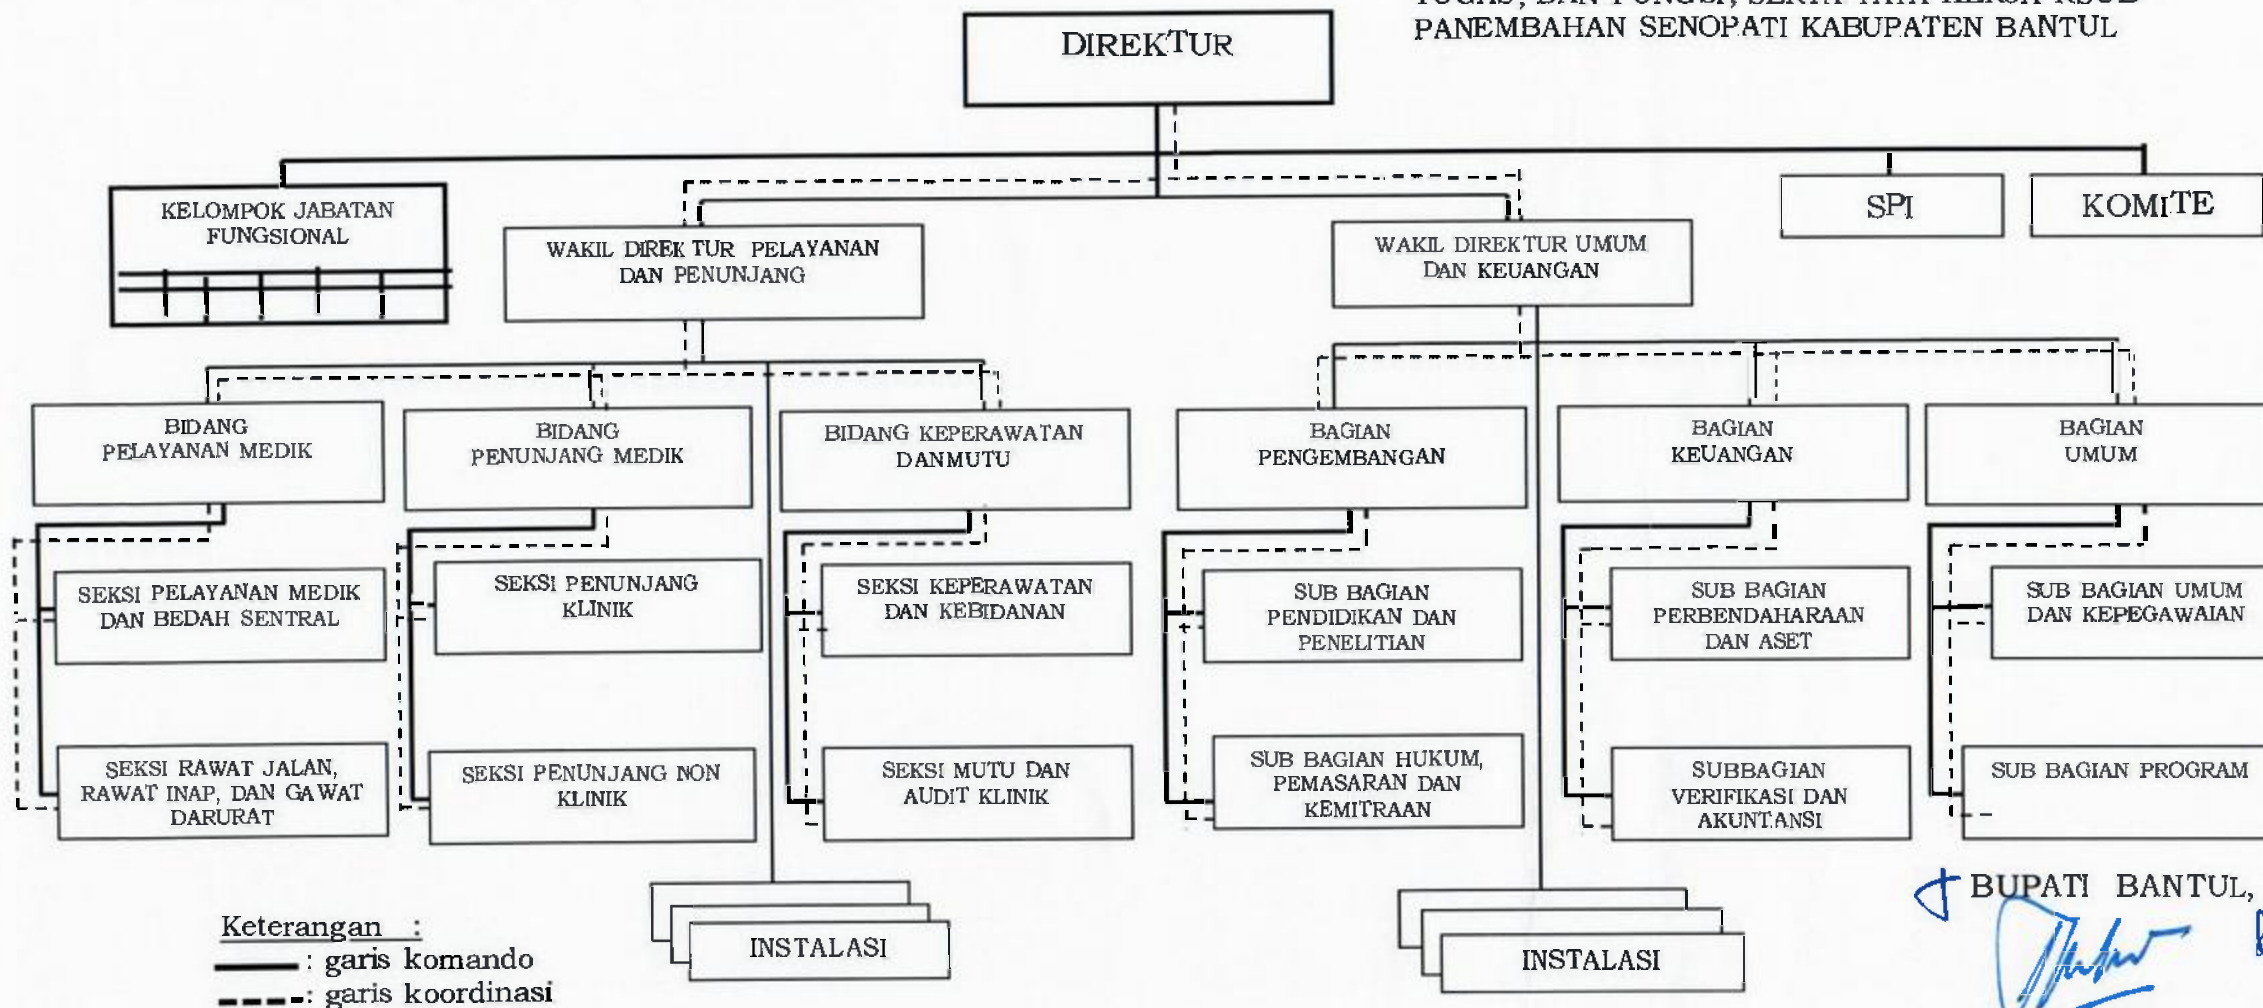 PANEMBAHAN SENOPATI KABUPATEN BANTUL
DIREKTUR
KELOMPOK JABATAN
FUNGSIONAL
SPI
KOMITE
WAKIL DIREKTUR PELAYANAN
DAN PENUNJANG
WAKIL DIREKTUR UMUM
DAN KEUANGAN
BIDANG
PELAYANAN MEDIK
BIDANG
PENUNJANG MEDIK
BIDANG KEPERAWATAN
DANMUTU
BAGIAN
PENGEMBANGAN
BAGIAN
KEUANGAN
BAGIAN
UMUM
SEKSI PELAYANAN MEDIK
DAN BEDAH SENTRAL
SEKSI PENUNJANG
KLINIK
SEKSI KEPERAWATAN
DAN KEBIDANAN
SUB BAGIAN
PENDIDIKAN DAN
PENELITIAN
SUB BAGIAN
PERBENDAHARAAN
DAN ASET
SUB BAGIAN UMUM
DAN KEPEGAWAIAN
SEKSI RAWAT JALAN,
RAWAT INAP, DAN GAWAT
DARURAT
SEKSI PENUNJANG NON
KLINIK
SEKSI MUTU DAN
AUDIT KLINIK
SUB BAGIAN HUKUM,
PEMASARAN DAN
KEMITRAAN
SUBBAGIAN
VERIFIKASI DAN
AKUNTANSI
SUB BAGIAN PROGRAM
INSTALASI
INSTALASI
BUPATI BANTUL,
Keterangan :
: garis komando
: garis koordinasi